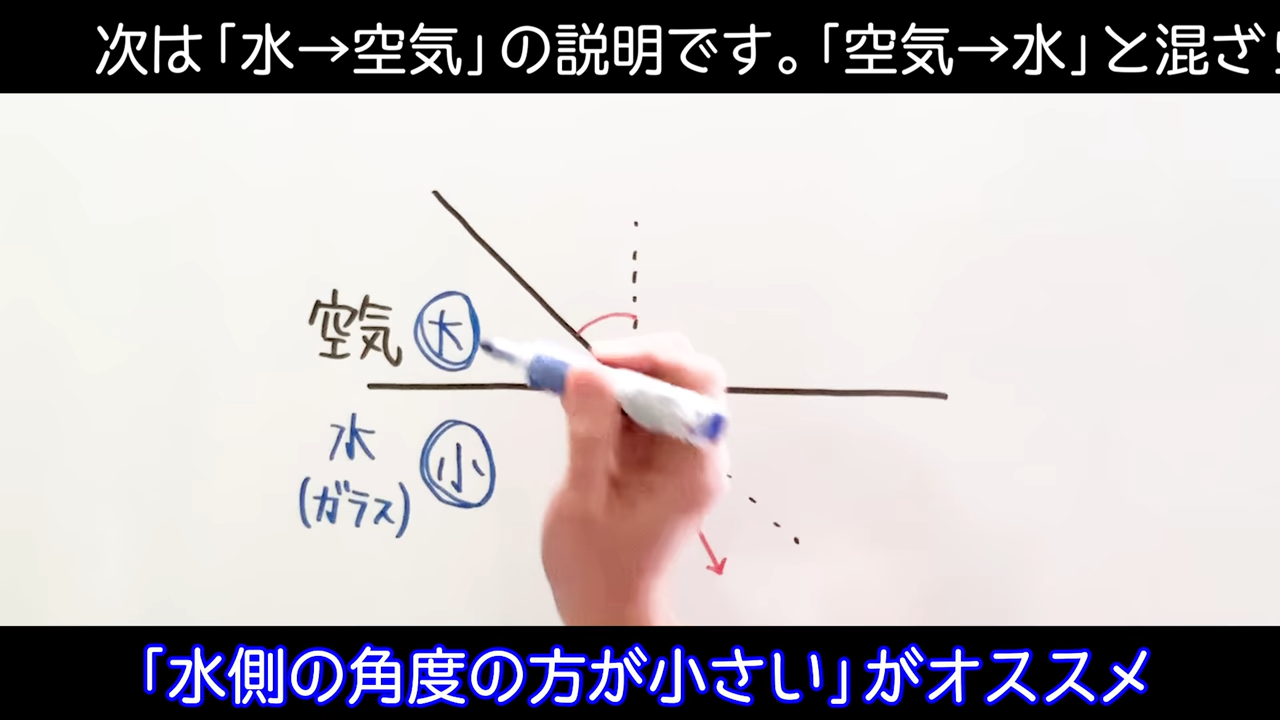 次は「水→空気」の説明です。「空気→水」と混ざ
空気 大
水 小
(ガラス)
「水側の角度の方が小さい」がオススメ